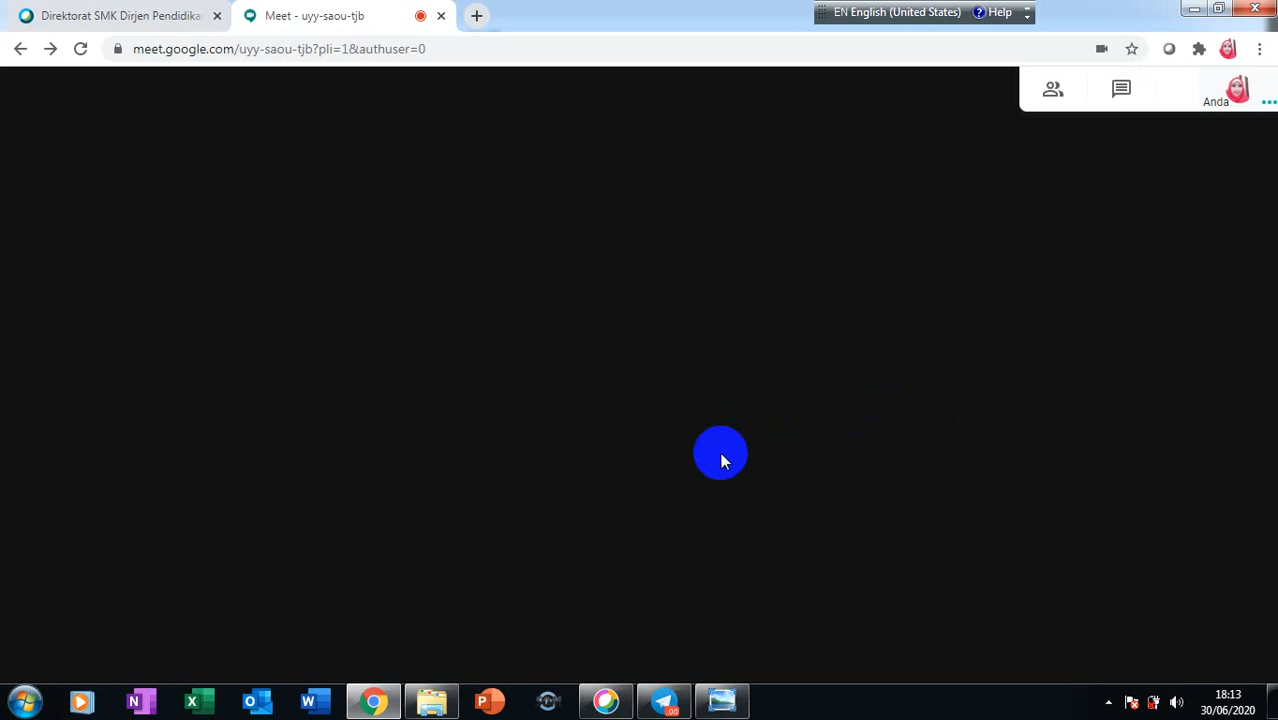 Direktorat SMK Dirjen Pendidika
Meet - uyy-saou-tjb
EN English (United States)
Help
meet.google.com/uyy-saou-tjb?pli=1&authuser=0
Anda
N
X
O
W
P
.00
18:13
30/06/2020